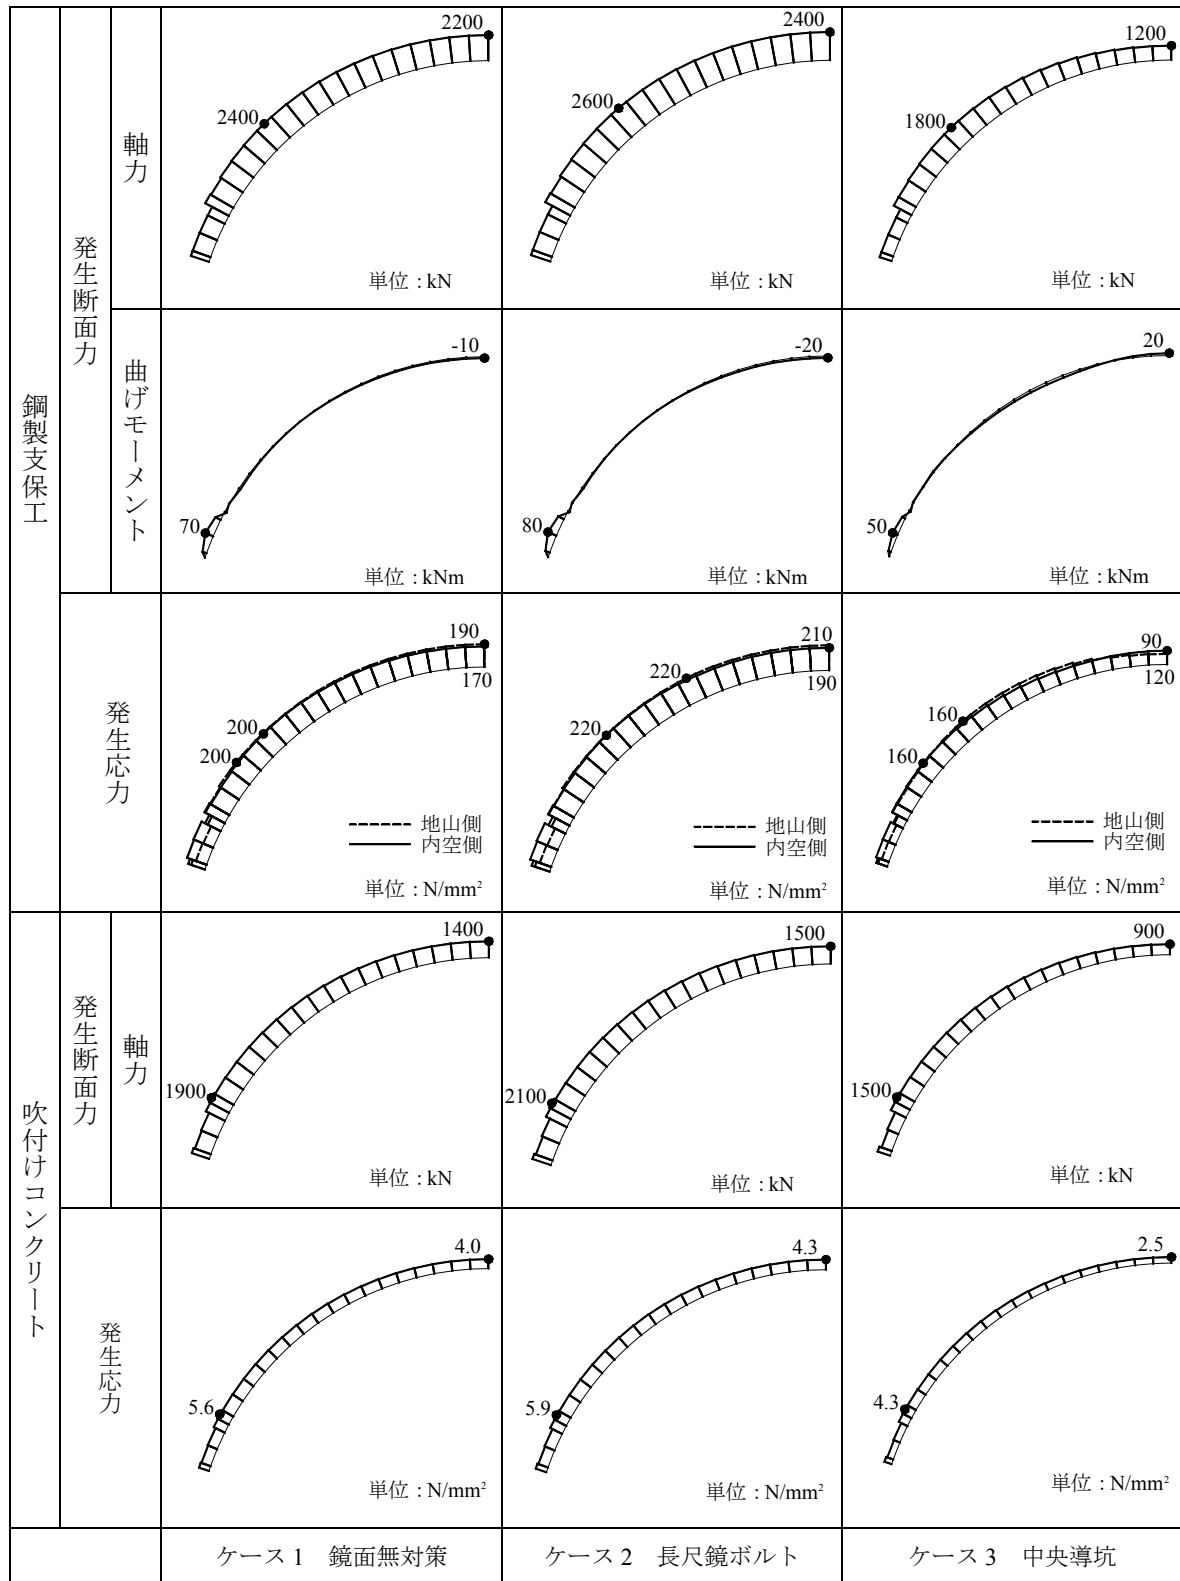 鋼製支保工
発生断面力
軸力
2200
2400
単位 : kN
2400
2600
単位 : kN
1200
1800
単位 : kN
曲げモーメント
-10
70
単位 : kNm
-20
80
単位 : kNm
20
50
単位 : kNm
発生応力
190
170
200
200
地山側
内空側
単位 : N/mm²
210
190
220
220
地山側
内空側
単位 : N/mm²
90
120
160
160
地山側
内空側
単位 : N/mm²
吹付けコンクリート
発生断面力
軸力
1400
1900
単位 : kN
1500
2100
単位 : kN
900
1500
単位 : kN
発生応力
4.0
5.6
単位 : N/mm²
4.3
5.9
単位 : N/mm²
2.5
4.3
単位 : N/mm²
ケース 1 鏡面無対策
ケース 2 長尺鏡ボルト
ケース 3 中央導坑